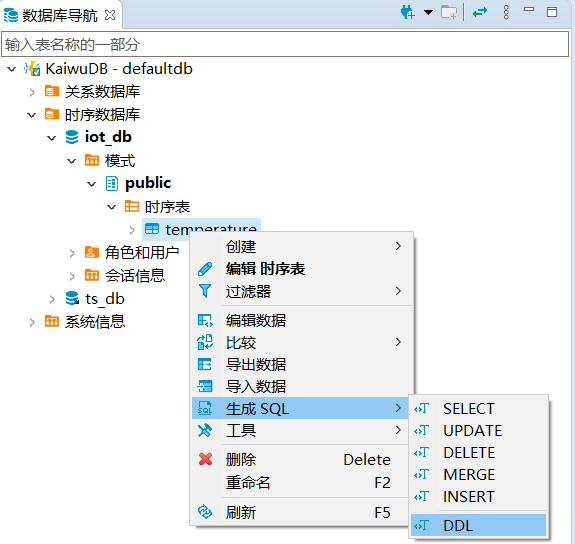 数据库导航
输入表名称的一部分
KaiwuDB - defaultdb
关系数据库
时序数据库
iot_db
模式
public
时序表
temperature
角色和用户
会话信息
ts_db
系统信息
创建
编辑 时序表
过滤器
编辑数据
比较
导出数据
导入数据
生成 SQL
工具
删除 Delete
重命名 F2
刷新 F5
SELECT
UPDATE
DELETE
MERGE
INSERT
DDL